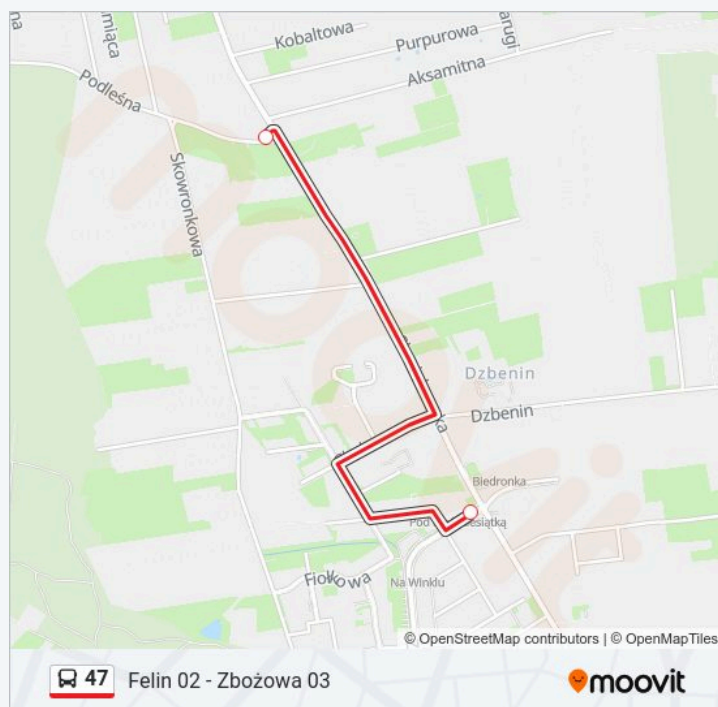 Kobaltowa
Purpurowa
Aksamitna
Podleśna
Skowronkowa
Dzbenin
Dzbenin
Biedronka
Fiołkowa
Na Winklu
© OpenStreetMap contributors | © OpenMapTiles
47 Felin 02 - Zbożowa 03
moovit